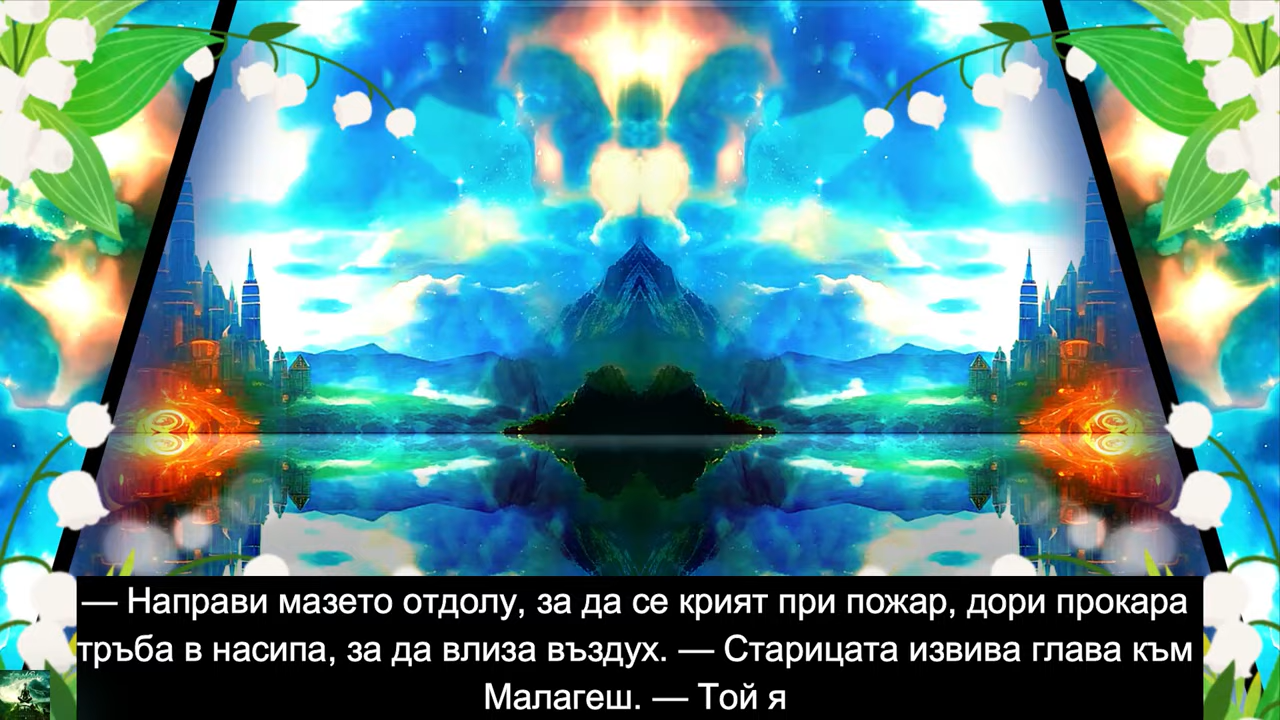 — Направи мазето отдолу, за да се крият при пожар, дори прокара
тръба в насипа, за да влиза въздух. — Старицата извива глава към
Малагеш. — Той я